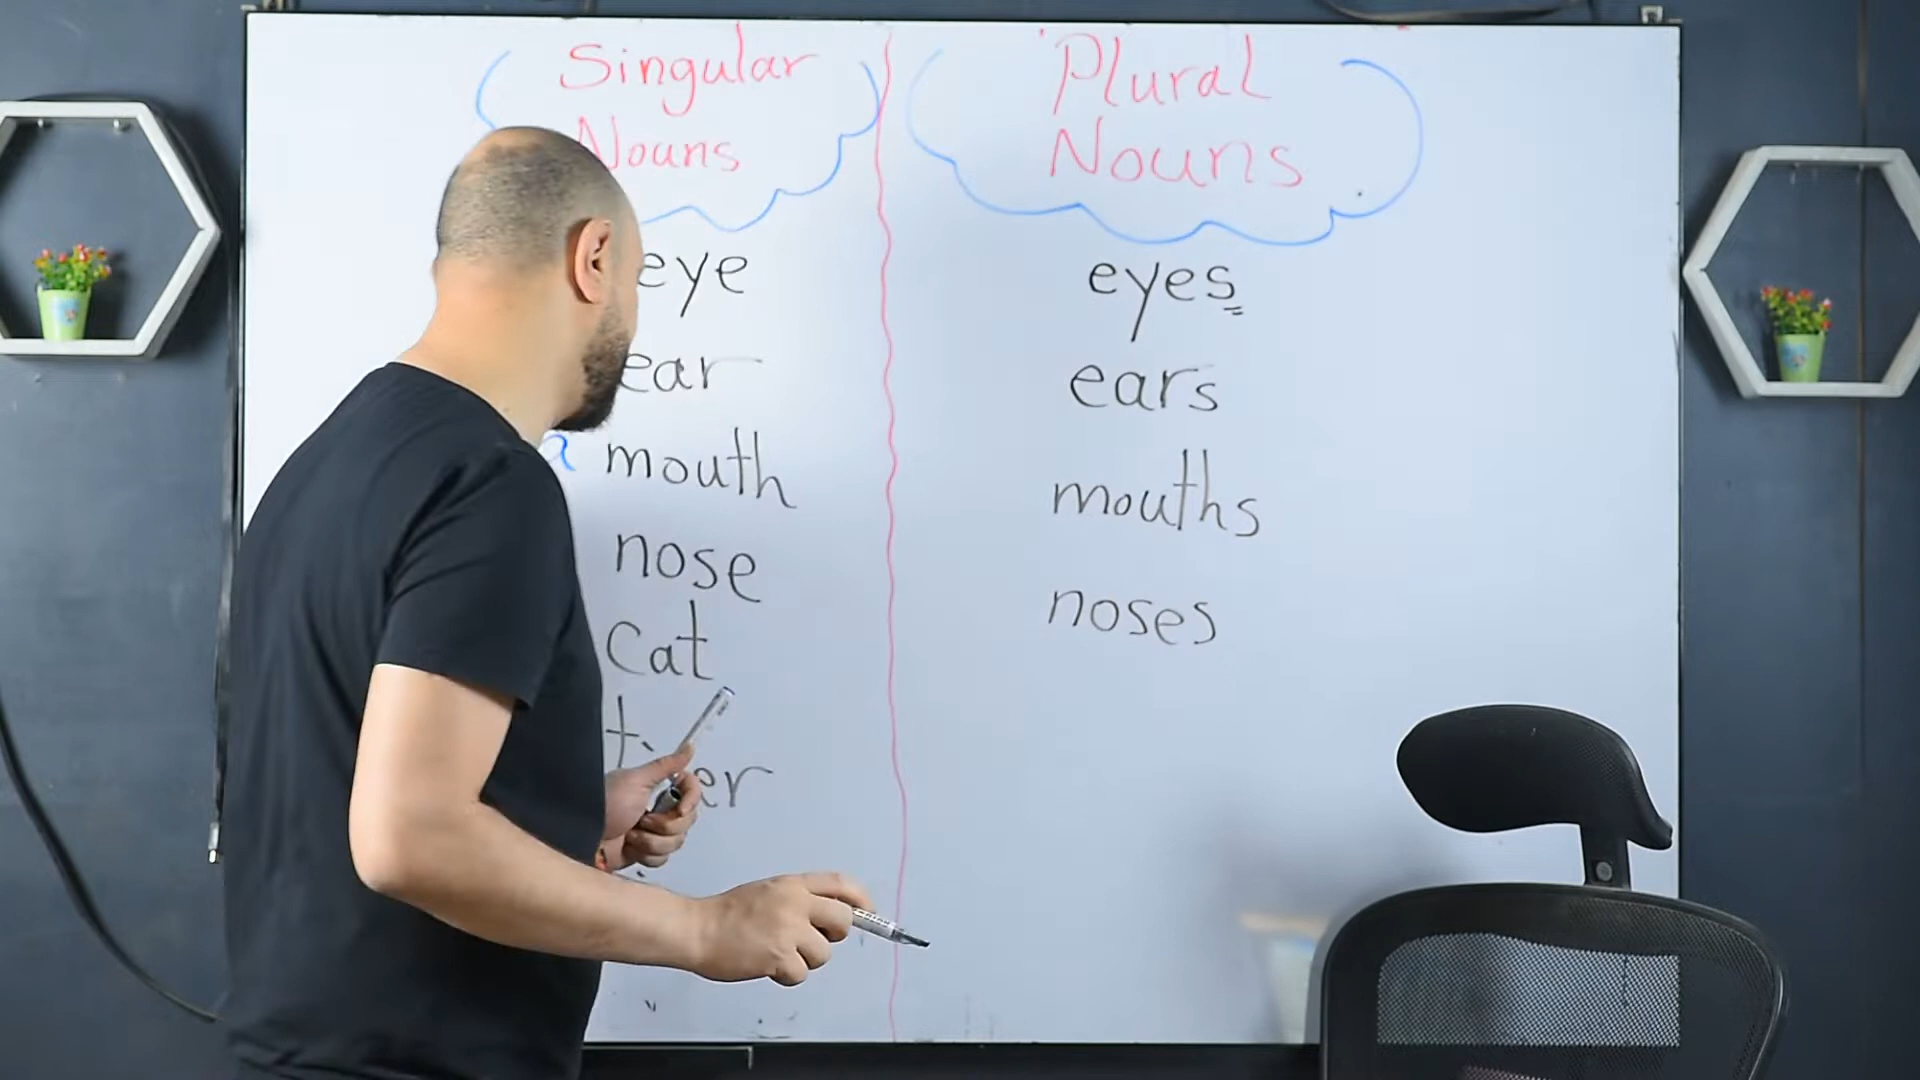 Singular
Nouns
eye
ear
a mouth
nose
Cat
Plural
Nouns
eyes
ears
mouths
noses